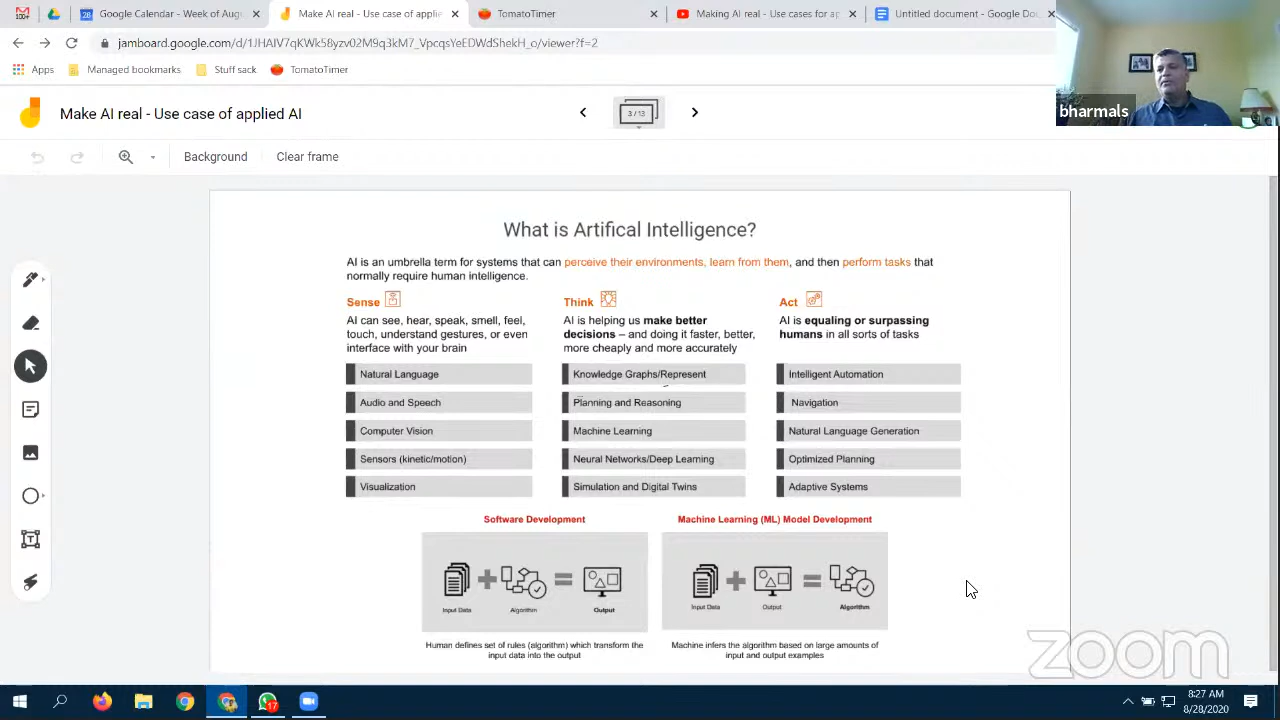 Google Calendar - Week of Augus
Make AI real - Use case of applie
TomatoTimer
Making AI real - Use cases for ap
Untitled document - Google Docu
jamboard.google.com/d/1JHAIV7qKWk58yzv02M9q3kM7_VpcqsYeEDWdShekH_o/viewer?f=2
Apps
Managed bookmarks
Stuff sack
TomatoTimer
bharmals
Make AI real - Use case of applied AI
3 / 13
Background
Clear frame
What is Artifical Intelligence?
AI is an umbrella term for systems that can perceive their environments, learn from them, and then perform tasks that
normally require human intelligence.
Sense
AI can see, hear, speak, smell, feel,
touch, understand gestures, or even
interface with your brain
Natural Language
Audio and Speech
Computer Vision
Sensors (kinetic/motion)
Visualization
Think
AI is helping us make better
decisions – and doing it faster, better,
more cheaply and more accurately
Knowledge Graphs/Represent
Planning and Reasoning
Machine Learning
Neural Networks/Deep Learning
Simulation and Digital Twins
Act
AI is equaling or surpassing
humans in all sorts of tasks
Intelligent Automation
Navigation
Natural Language Generation
Optimized Planning
Adaptive Systems
Software Development
Input Data
Algorithm
Output
Human defines set of rules (algorithm) which transform the
input data into the output
Machine Learning (ML) Model Development
Input Data
Output
Algorithm
Machine infers the algorithm based on large amounts of
input and output examples
zoom
17
8:27 AM
8/28/2020